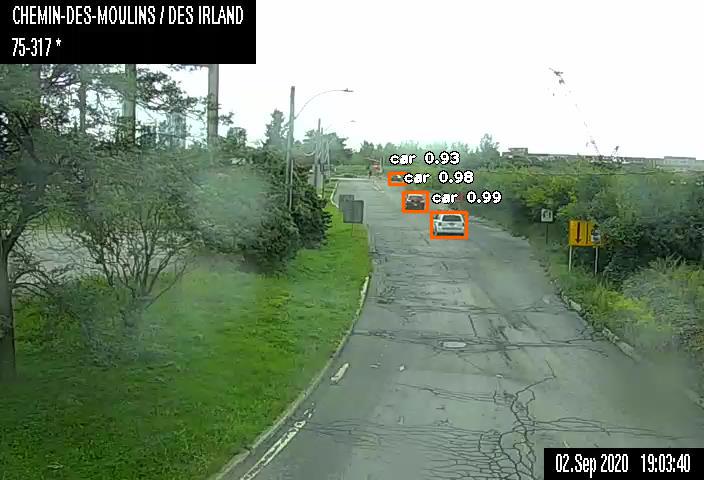 CHEMIN-DES-MOULINS / DES IRLAND
75-317 *
car 0.93
car 0.98
car 0.99
02.Sep 2020 19:03:40